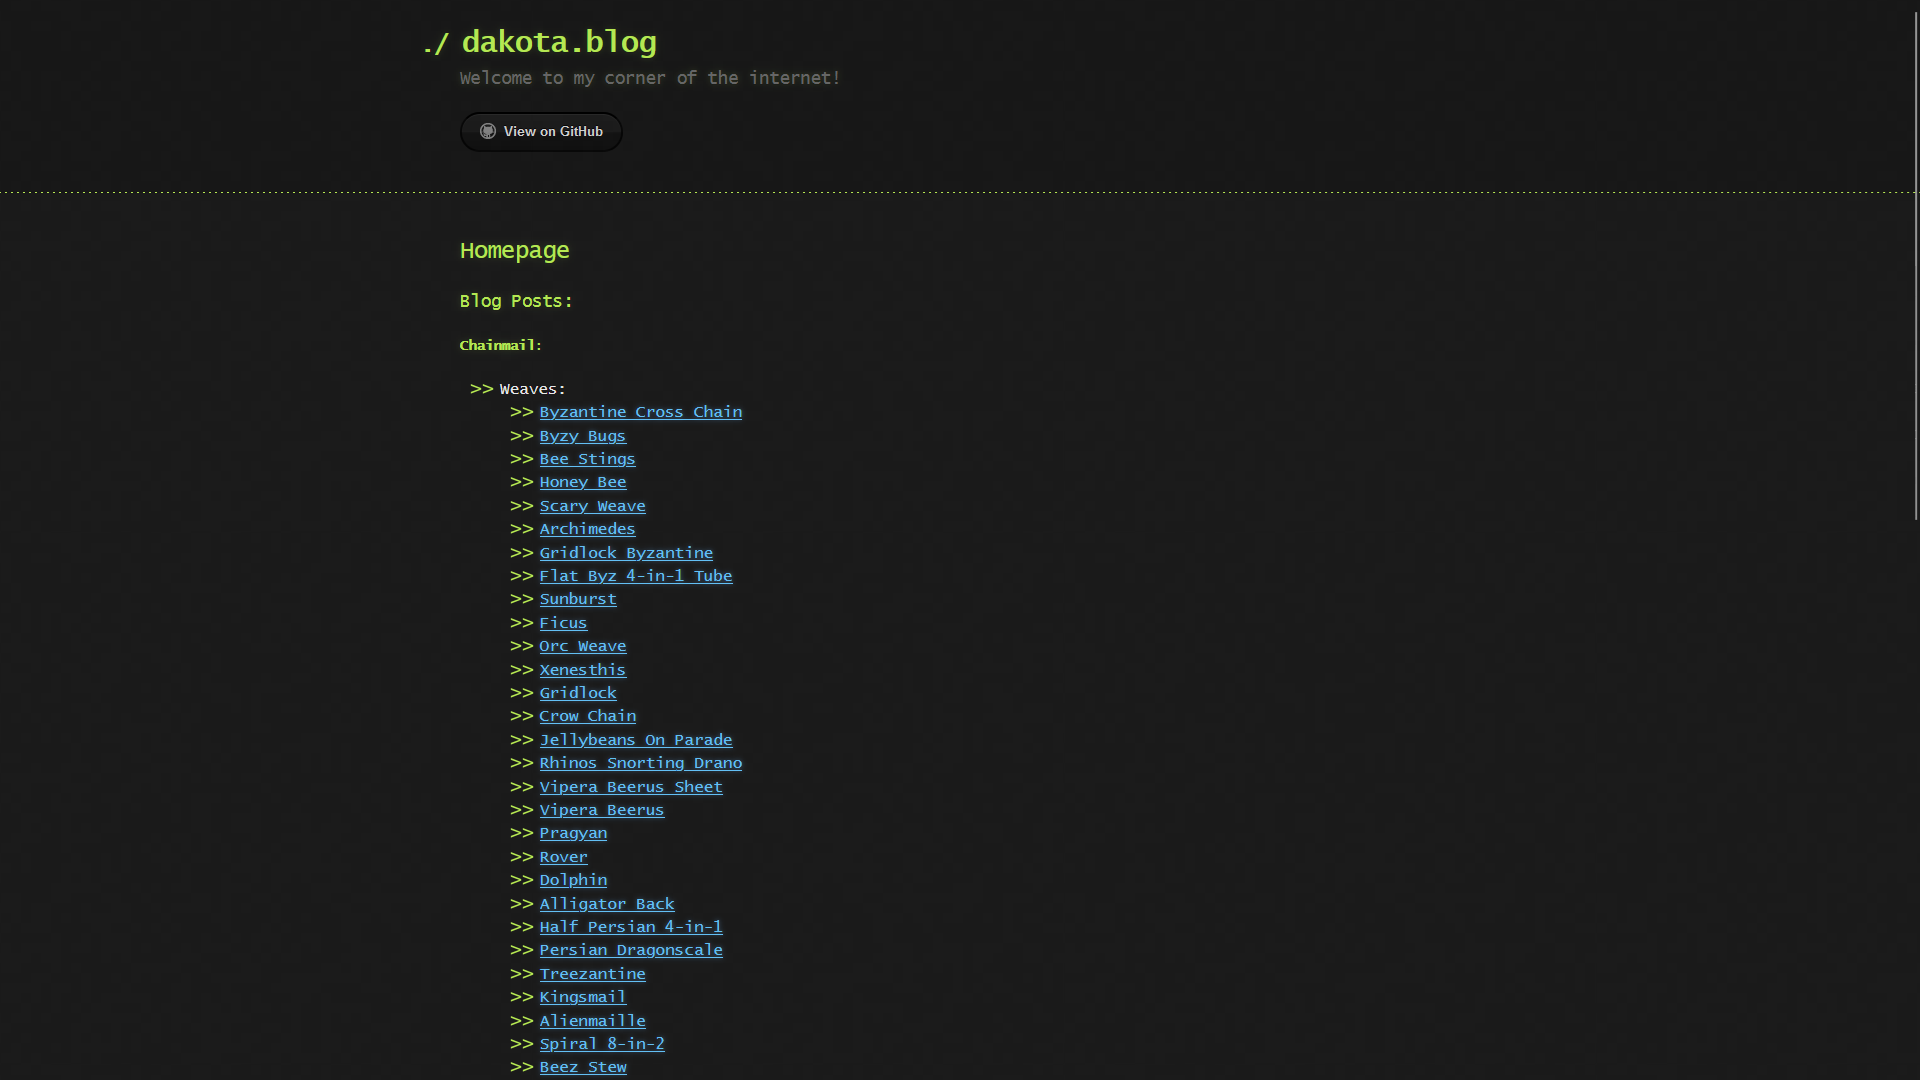 ./ dakota.blog
Welcome to my corner of the internet!
View on GitHub
Homepage
Blog Posts:
Chainmail:
>> Weaves:
>> Byzantine Cross Chain
>> Byzy Bugs
>> Bee Stings
>> Honey Bee
>> Scary Weave
>> Archimedes
>> Gridlock Byzantine
>> Flat Byz 4-in-1 Tube
>> Sunburst
>> Ficus
>> Orc Weave
>> Xenesthis
>> Gridlock
>> Crow Chain
>> Jellybeans On Parade
>> Rhinos Snorting Drano
>> Vipera Beerus Sheet
>> Vipera Beerus
>> Pragyan
>> Rover
>> Dolphin
>> Alligator Back
>> Half Persian 4-in-1
>> Persian Dragonscale
>> Treezantine
>> Kingsmail
>> Alienmaille
>> Spiral 8-in-2
>> Beez Stew